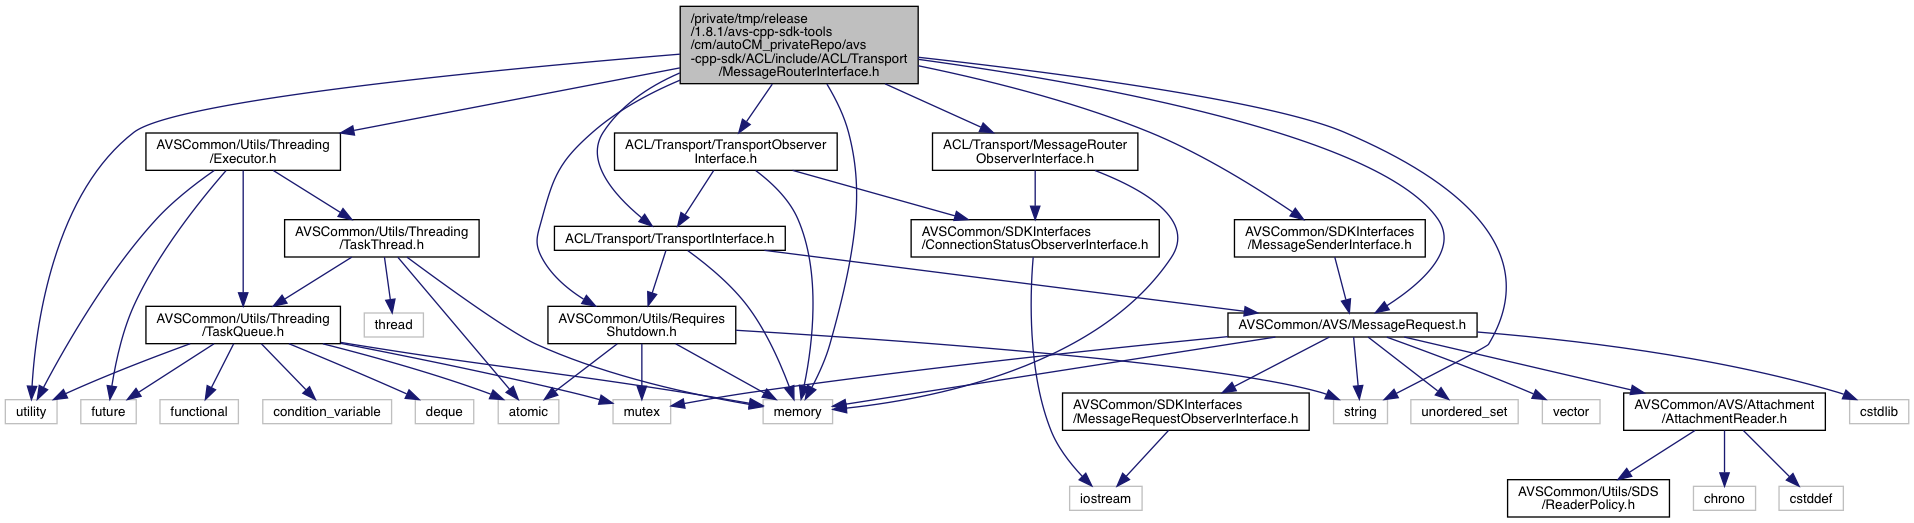 /private/tmp/release
/1.8.1/avs-cpp-sdk-tools
/cm/autoCM_privateRepo/avs
-cpp-sdk/ACL/include/ACL/Transport
/MessageRouterInterface.h
AVSCommon/Utils/Threading
/Executor.h
ACL/Transport/TransportObserver
Interface.h
ACL/Transport/MessageRouter
ObserverInterface.h
AVSCommon/Utils/Threading
/TaskThread.h
ACL/Transport/TransportInterface.h
AVSCommon/SDKInterfaces
/ConnectionStatusObserverInterface.h
AVSCommon/SDKInterfaces
/MessageSenderInterface.h
AVSCommon/Utils/Threading
/TaskQueue.h
thread
AVSCommon/Utils/Requires
Shutdown.h
AVSCommon/AVS/MessageRequest.h
utility
future
functional
condition_variable
deque
atomic
mutex
memory
AVSCommon/SDKInterfaces
/MessageRequestObserverInterface.h
string
unordered_set
vector
AVSCommon/AVS/Attachment
/AttachmentReader.h
cstdlib
iostream
AVSCommon/Utils/SDS
/ReaderPolicy.h
chrono
cstddef